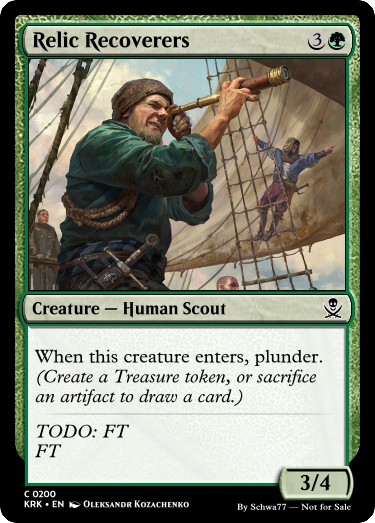 Relic Recoverers 3
Creature — Human Scout
When this creature enters, plunder.
(Create a Treasure token, or sacrifice
an artifact to draw a card.)
TODO: FT
FT
3/4
C 0200
KRK • EN Oleksandr Kozachenko
By Schwa77 — Not for Sale